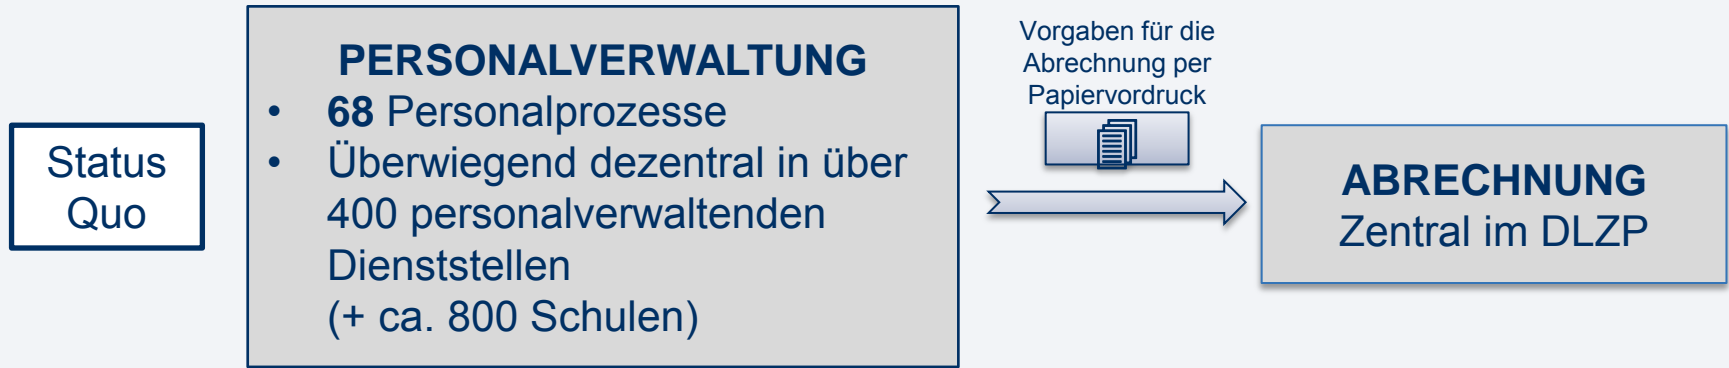 Status
Quo
PERSONALVERWALTUNG
• 68 Personalprozesse
• Überwiegend dezentral in über
400 personalverwaltenden
Dienststellen
(+ ca. 800 Schulen)
Vorgaben für die
Abrechnung per
Papiervordruck
ABRECHNUNG
Zentral im DLZP